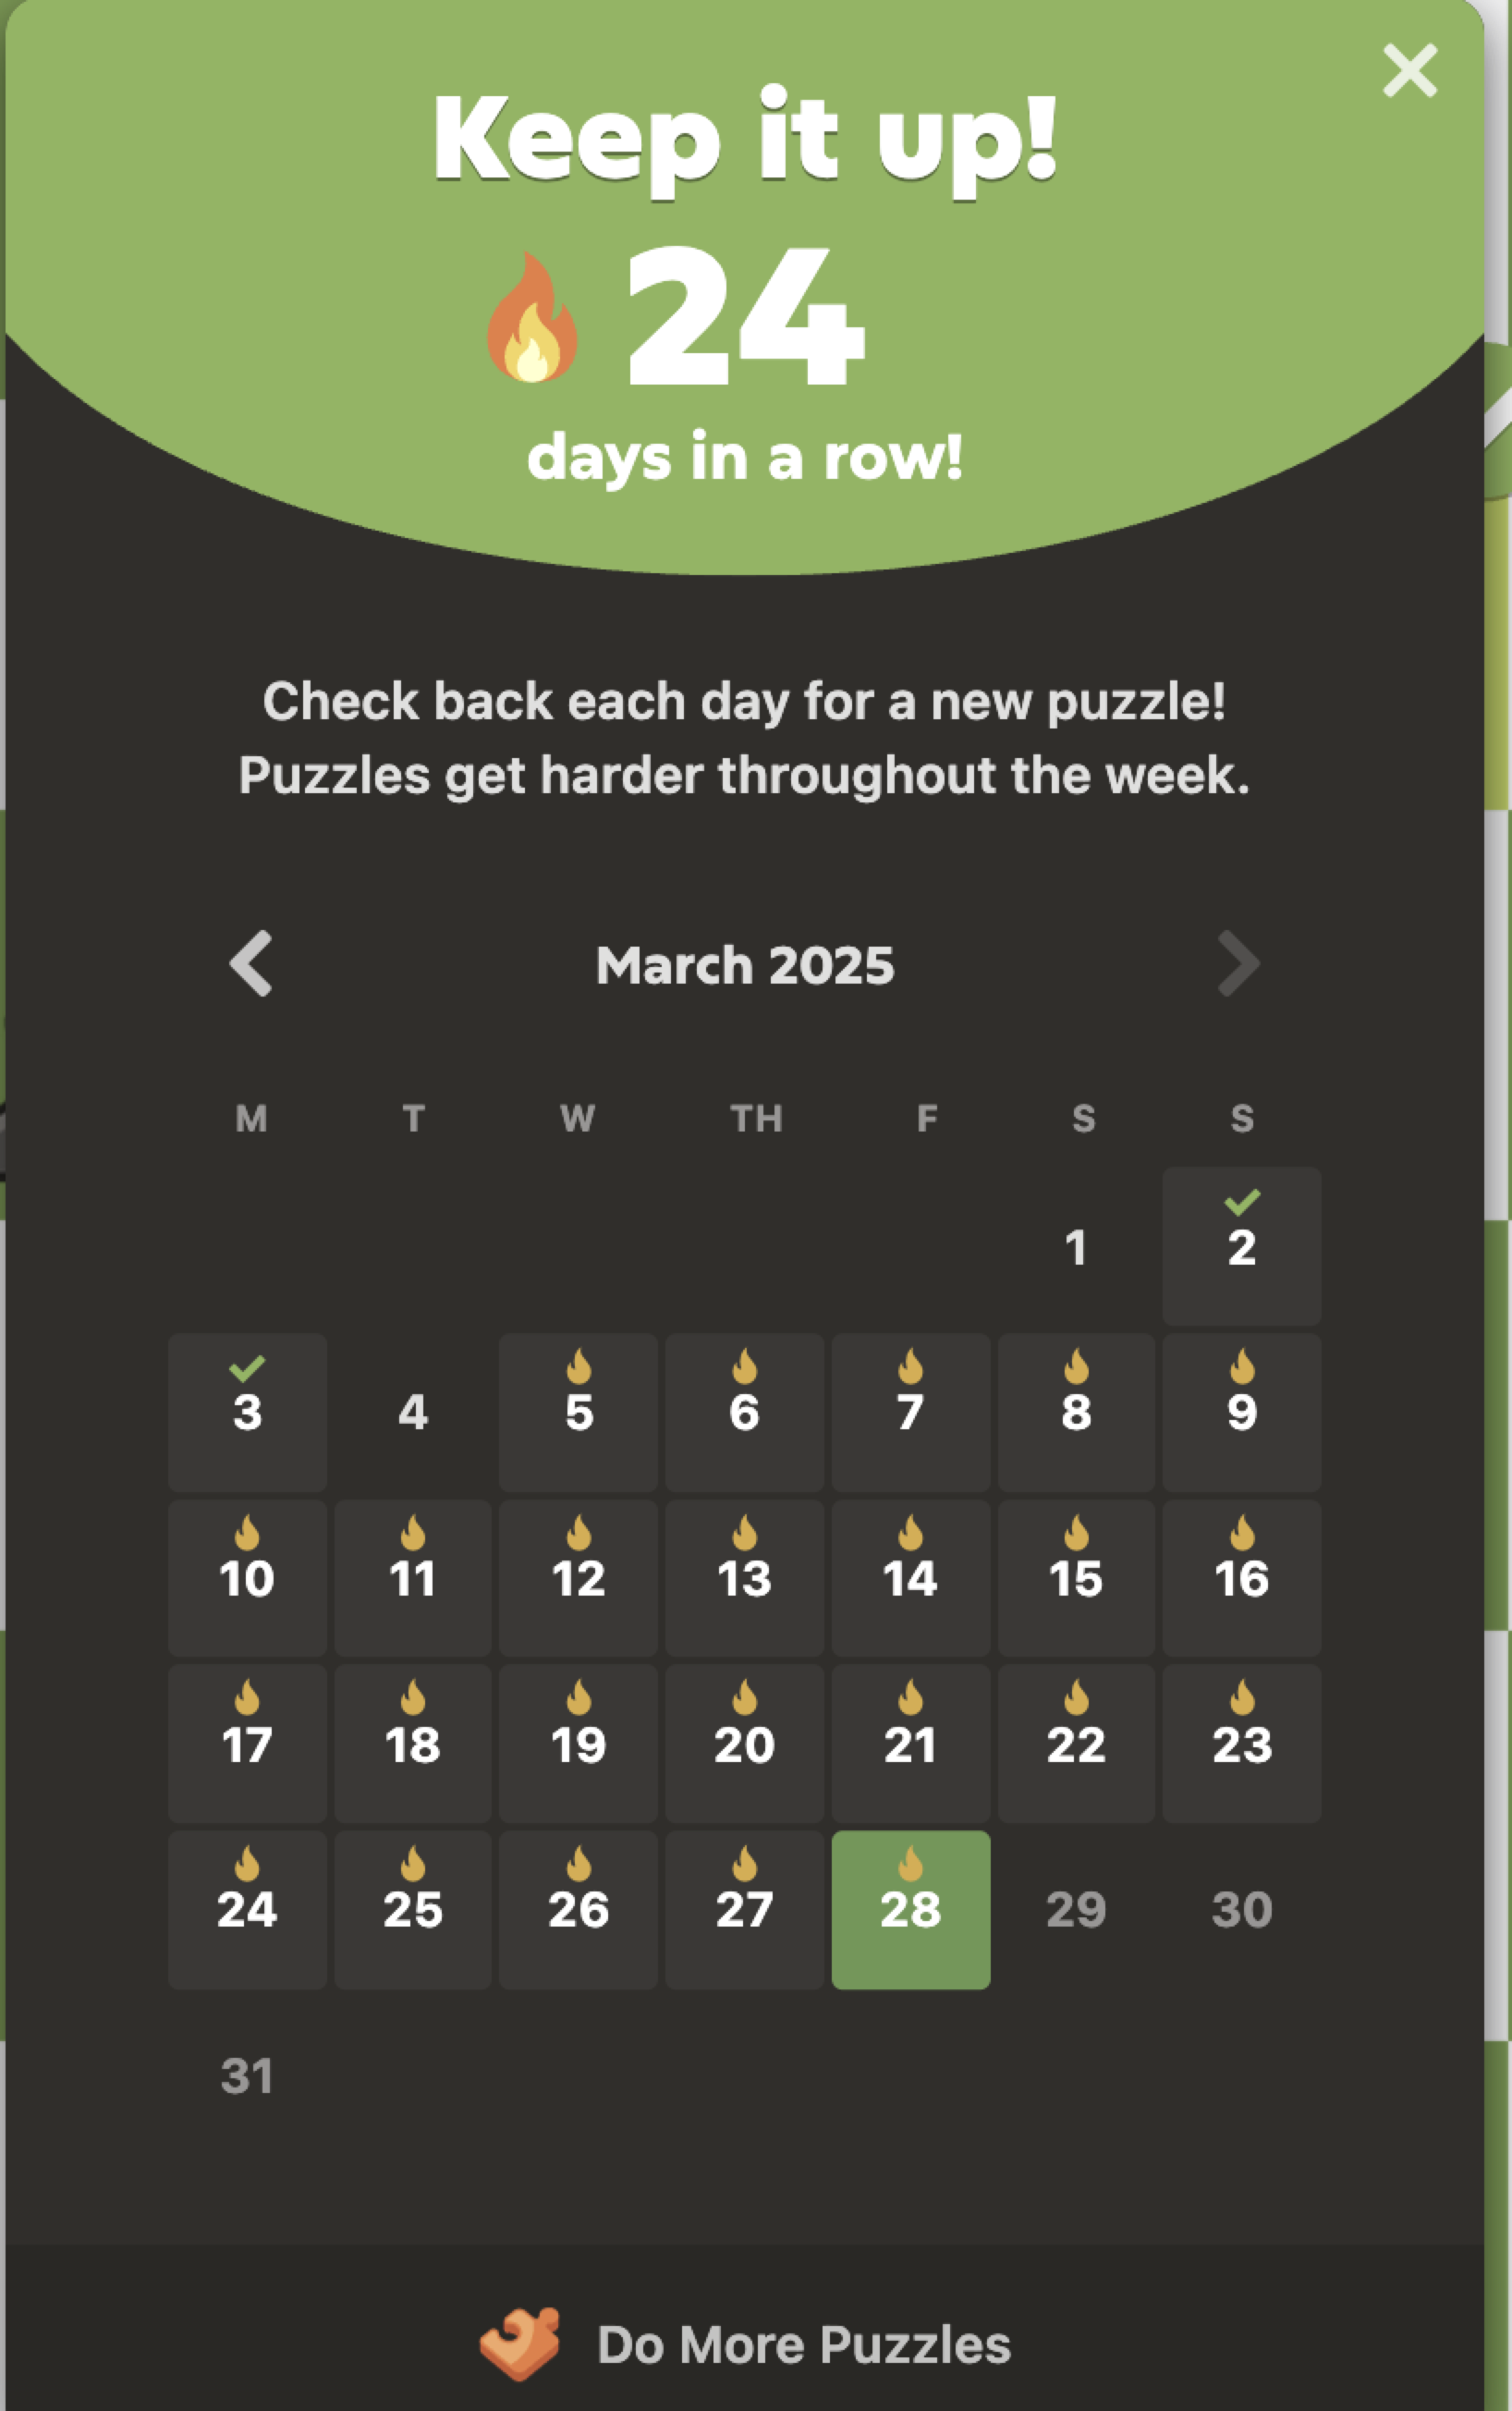 Keep it up!
24
days in a row!
Check back each day for a new puzzle!
Puzzles get harder throughout the week.
March 2025
M T W TH F S S
1 2
3 4 5 6 7 8 9
10 11 12 13 14 15 16
17 18 19 20 21 22 23
24 25 26 27 28 29 30
31
Do More Puzzles